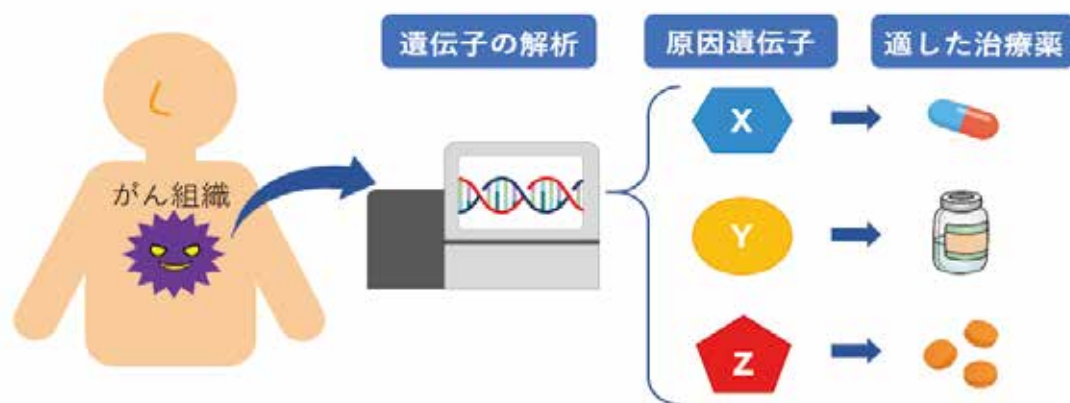 遺伝子の解析
原因遺伝子
適した治療薬
がん組織
X
Y
Z